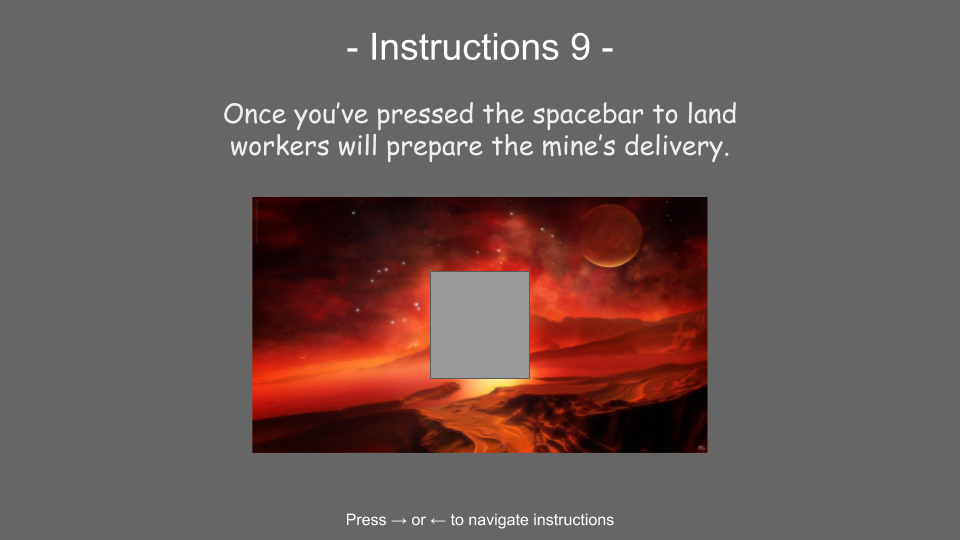 - Instructions 9 -
Once you’ve pressed the spacebar to land
workers will prepare the mine’s delivery.
Press → or ← to navigate instructions